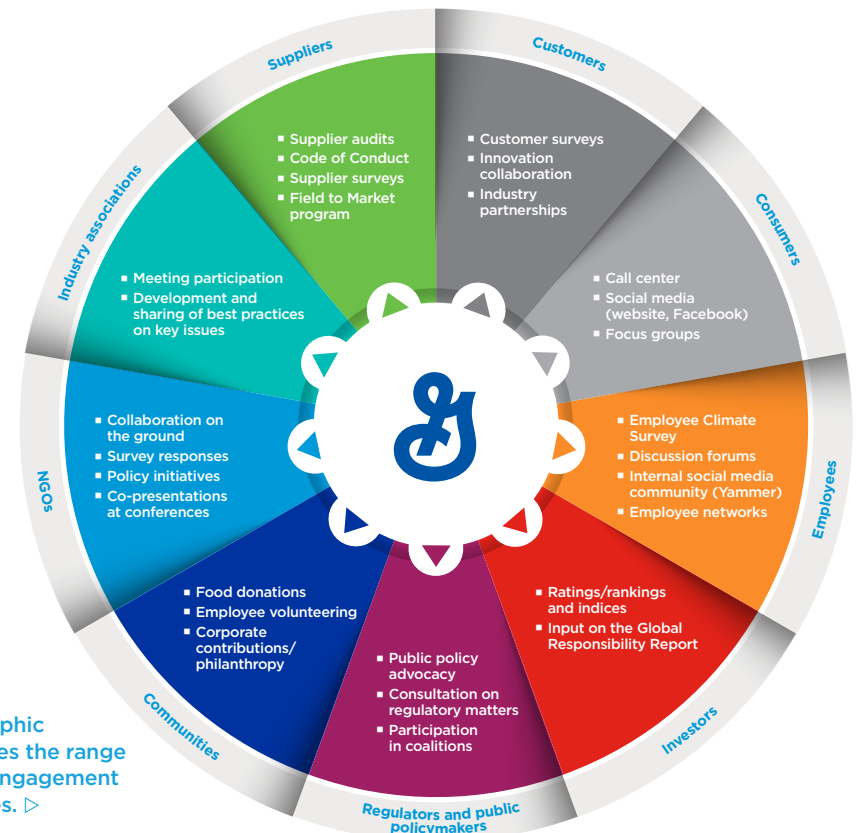 Suppliers
▪ Supplier audits
▪ Code of Conduct
▪ Supplier surveys
▪ Field to Market
program
Customers
▪ Customer surveys
▪ Innovation
collaboration
▪ Industry
partnerships
Consumers
▪ Call center
▪ Social media
(website, Facebook)
▪ Focus groups
Employees
▪ Employee Climate
Survey
▪ Discussion forums
▪ Internal social media
community (Yammer)
▪ Employee networks
Investors
▪ Ratings/rankings
and indices
▪ Input on the Global
Responsibility Report
Regulators and public
policymakers
▪ Public policy
advocacy
▪ Consultation on
regulatory matters
▪ Participation
in coalitions
Communities
▪ Food donations
▪ Employee volunteering
▪ Corporate
contributions/
philanthropy
NGOs
▪ Collaboration on
the ground
▪ Survey responses
▪ Policy initiatives
▪ Co-presentations
at conferences
Industry associations
▪ Meeting participation
▪ Development and
sharing of best practices
on key issues
G
phic
es the range
ngagement
es. ▷